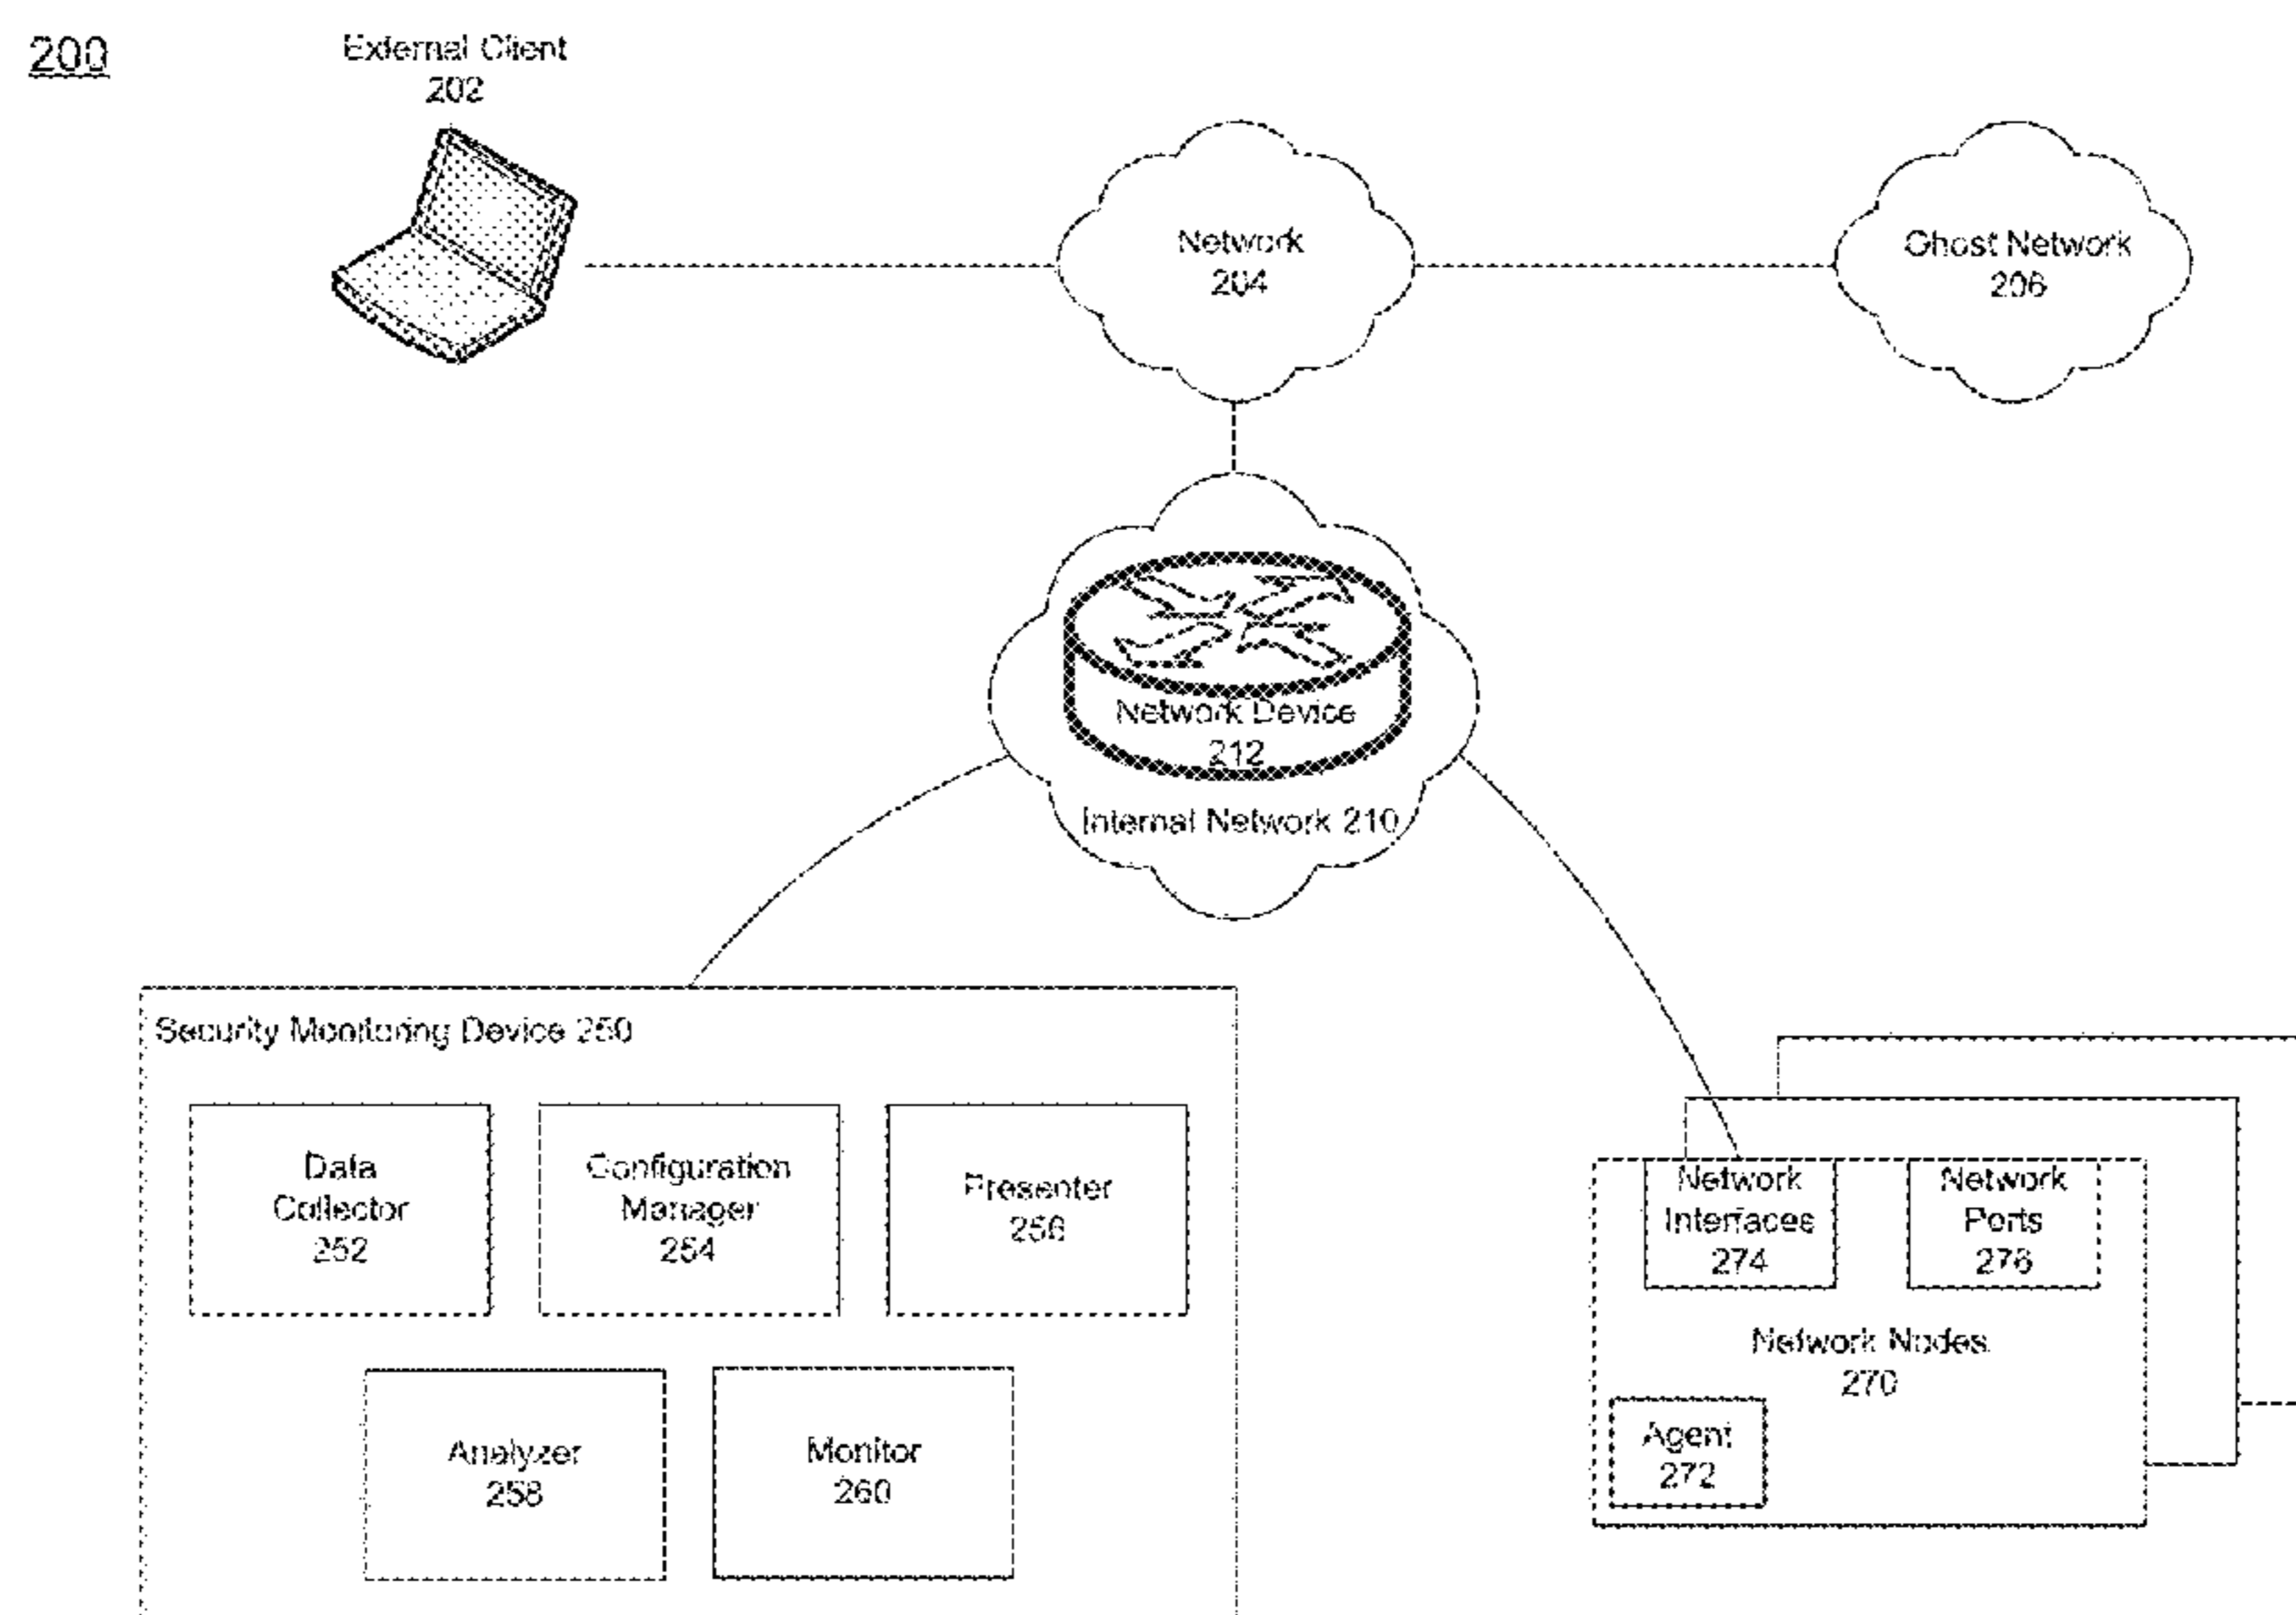 200
External Client
202
Network
204
Ghost Network
206
Network Device
212
Internal Network 210
Security Monitoring Device 250
Data
Collector
252
Configuration
Manager
254
Presenter
256
Analyzer
258
Monitor
260
Network
Interfaces
274
Network
Ports
276
Network Nodes
270
Agent
272